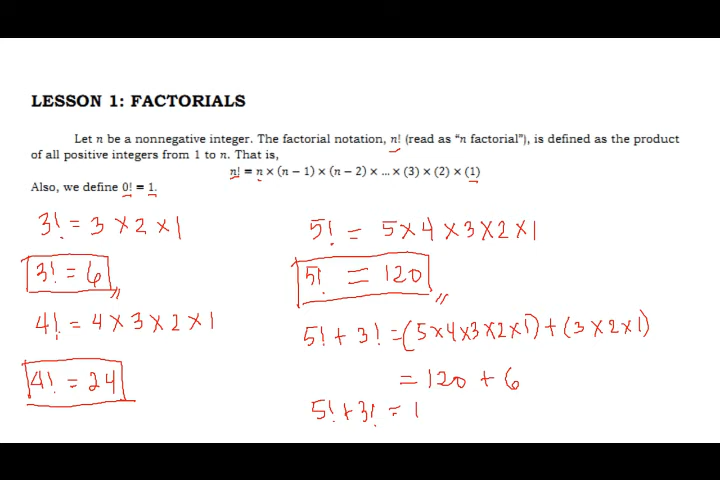 LESSON 1: FACTORIALS
Let n be a nonnegative integer. The factorial notation, n! (read as “n factorial”), is defined as the product
of all positive integers from 1 to n. That is,
n! = n × (n − 1) × (n − 2) × ... × (3) × (2) × (1)
Also, we define 0! = 1.
3! = 3 × 2 × 1
3! = 6
4! = 4 × 3 × 2 × 1
4! = 24
5! = 5 × 4 × 3 × 2 × 1
5! = 120
5! + 3! = (5 × 4 × 3 × 2 × 1) + (3 × 2 × 1)
= 120 + 6
5! + 3! = 1